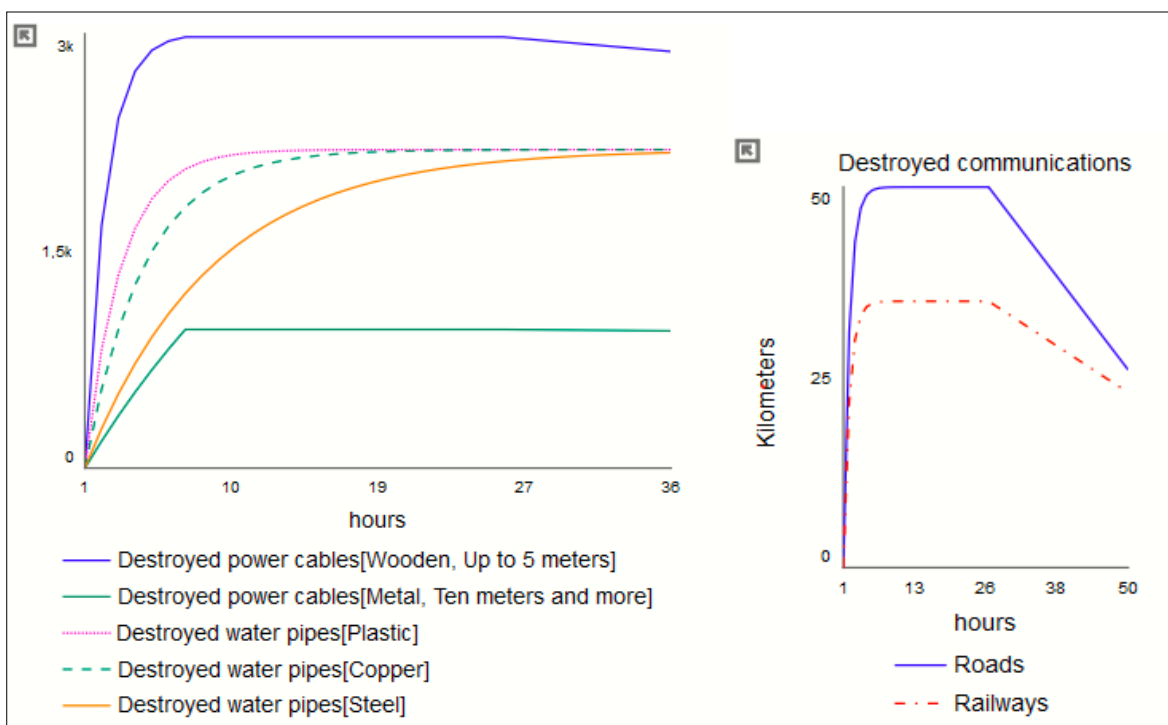 3k
1,5k
0
1 10 19 27 36
hours
Destroyed power cables[Wooden, Up to 5 meters]
Destroyed power cables[Metal, Ten meters and more]
Destroyed water pipes[Plastic]
Destroyed water pipes[Copper]
Destroyed water pipes[Steel]
Destroyed communications
50
25
0
Kilometers
1 13 26 38 50
hours
Roads
Railways